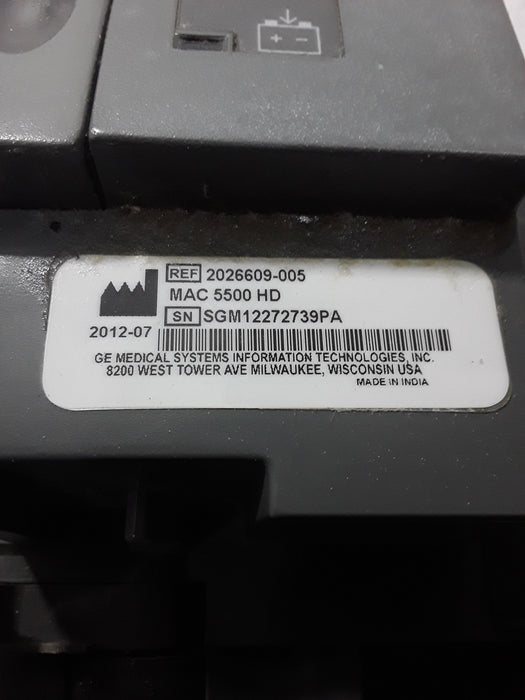 REF 2026609-005
MAC 5500 HD
SN SGM12272739PA
2012-07
GE MEDICAL SYSTEMS INFORMATION TECHNOLOGIES, INC.
8200 WEST TOWER AVE MILWAUKEE, WISCONSIN USA
MADE IN INDIA